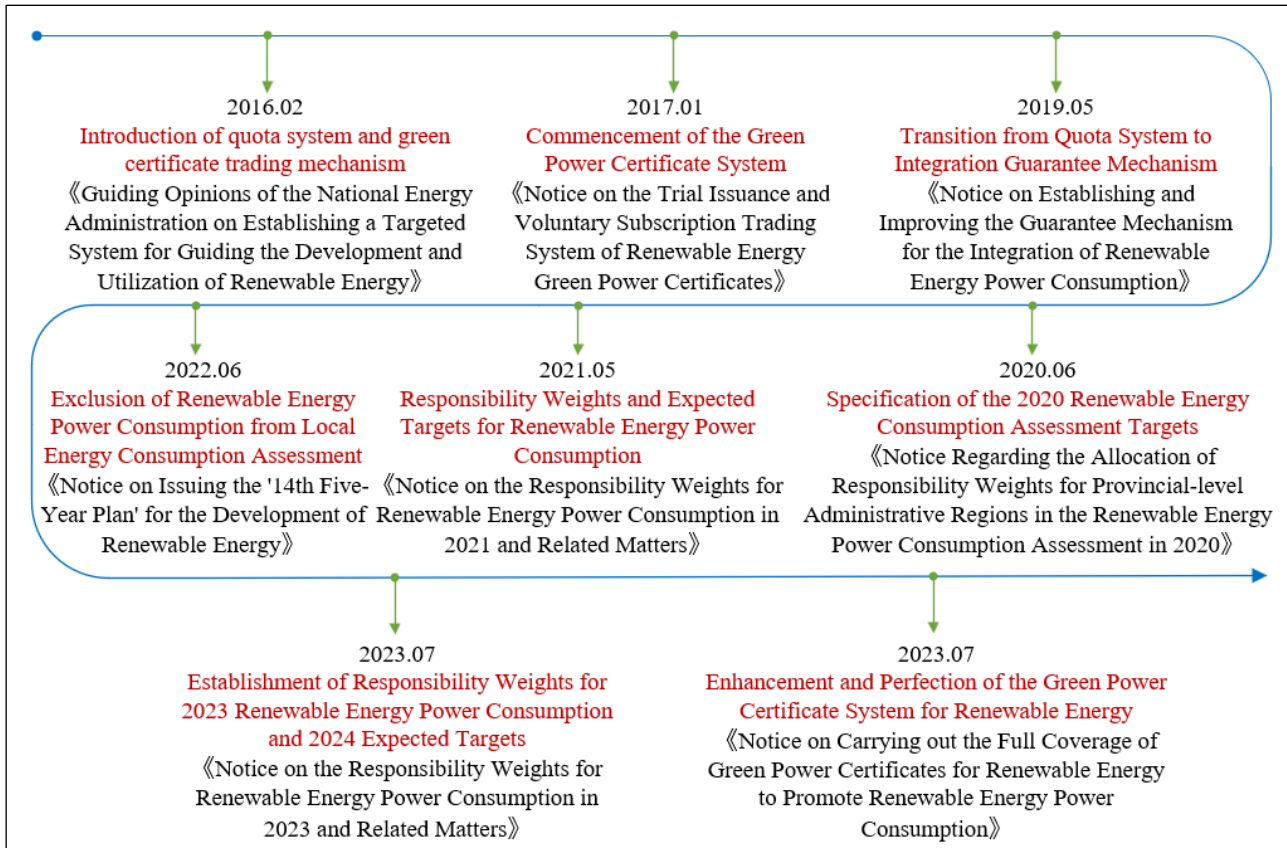 2016.02
Introduction of quota system and green
certificate trading mechanism
《Guiding Opinions of the National Energy
Administration on Establishing a Targeted
System for Guiding the Development and
Utilization of Renewable Energy》
2017.01
Commencement of the Green
Power Certificate System
《Notice on the Trial Issuance and
Voluntary Subscription Trading
System of Renewable Energy
Green Power Certificates》
2019.05
Transition from Quota System to
Integration Guarantee Mechanism
《Notice on Establishing and
Improving the Guarantee Mechanism
for the Integration of Renewable
Energy Power Consumption》
2020.06
Specification of the 2020 Renewable Energy
Consumption Assessment Targets
《Notice Regarding the Allocation of
Responsibility Weights for Provincial-level
Administrative Regions in the Renewable Energy
Power Consumption Assessment in 2020》
2021.05
Responsibility Weights and Expected
Targets for Renewable Energy Power
Consumption
《Notice on the Responsibility Weights for
Renewable Energy Power Consumption in
2021 and Related Matters》
2022.06
Exclusion of Renewable Energy
Power Consumption from Local
Energy Consumption Assessment
《Notice on Issuing the '14th Five-
Year Plan' for the Development of
Renewable Energy》
2023.07
Establishment of Responsibility Weights for
2023 Renewable Energy Power Consumption
and 2024 Expected Targets
《Notice on the Responsibility Weights for
Renewable Energy Power Consumption in
2023 and Related Matters》
2023.07
Enhancement and Perfection of the Green Power
Certificate System for Renewable Energy
《Notice on Carrying out the Full Coverage of
Green Power Certificates for Renewable Energy
to Promote Renewable Energy Power
Consumption》